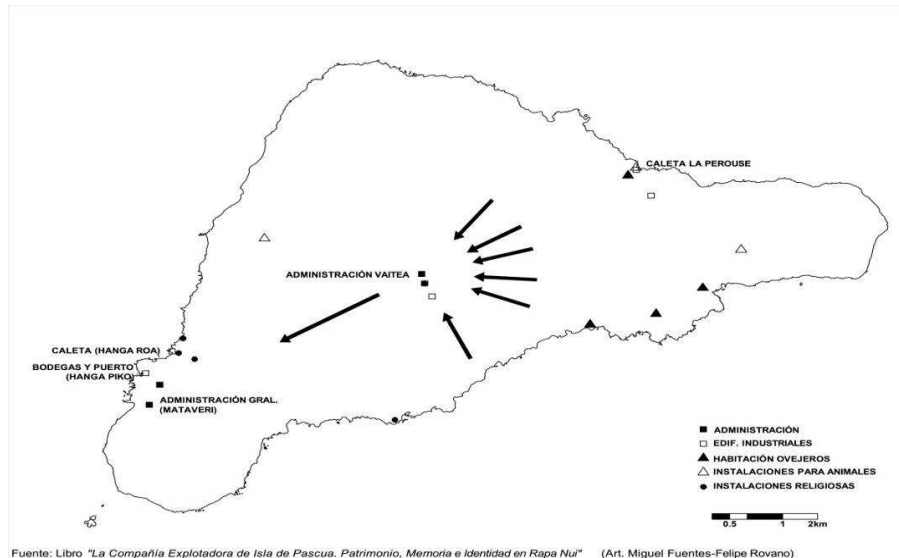 CALETA LA PEROUSE
ADMINISTRACIÓN VAITEA
CALETA (HANGA ROA)
BODEGAS Y PUERTO
(HANGA PIKO)
ADMINISTRACIÓN GRAL.
(MATAVERI)
ADMINISTRACIÓN
EDIF. INDUSTRIALES
HABITACIÓN OVEJEROS
INSTALACIONES PARA ANIMALES
INSTALACIONES RELIGIOSAS
0.5 1 2km
Fuente: Libro "La Compañía Explotadora de Isla de Pascua. Patrimonio, Memoria e Identidad en Rapa Nui" (Art. Miguel Fuentes-Felipe Rovano)